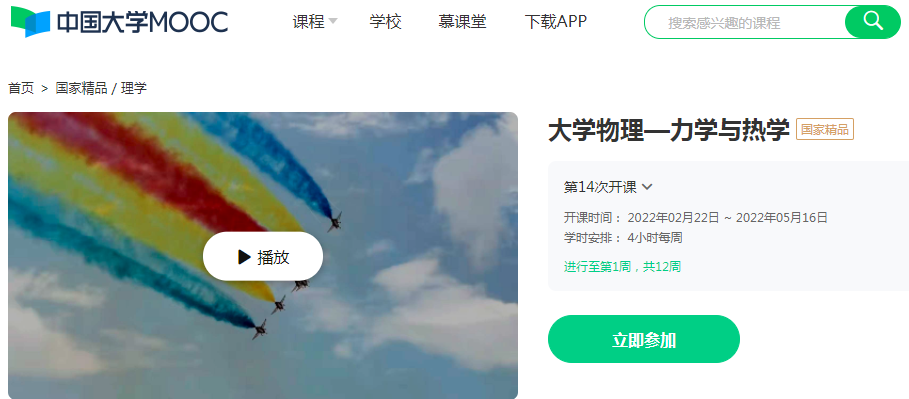 中国大学MOOC
课程 学校 慕课堂 下载APP
搜索感兴趣的课程
首页 > 国家精品 / 理学
播放
大学物理—力学与热学 国家精品
第14次开课
开课时间： 2022年02月22日 ~ 2022年05月16日
学时安排： 4小时每周
进行至第1周，共12周
立即参加